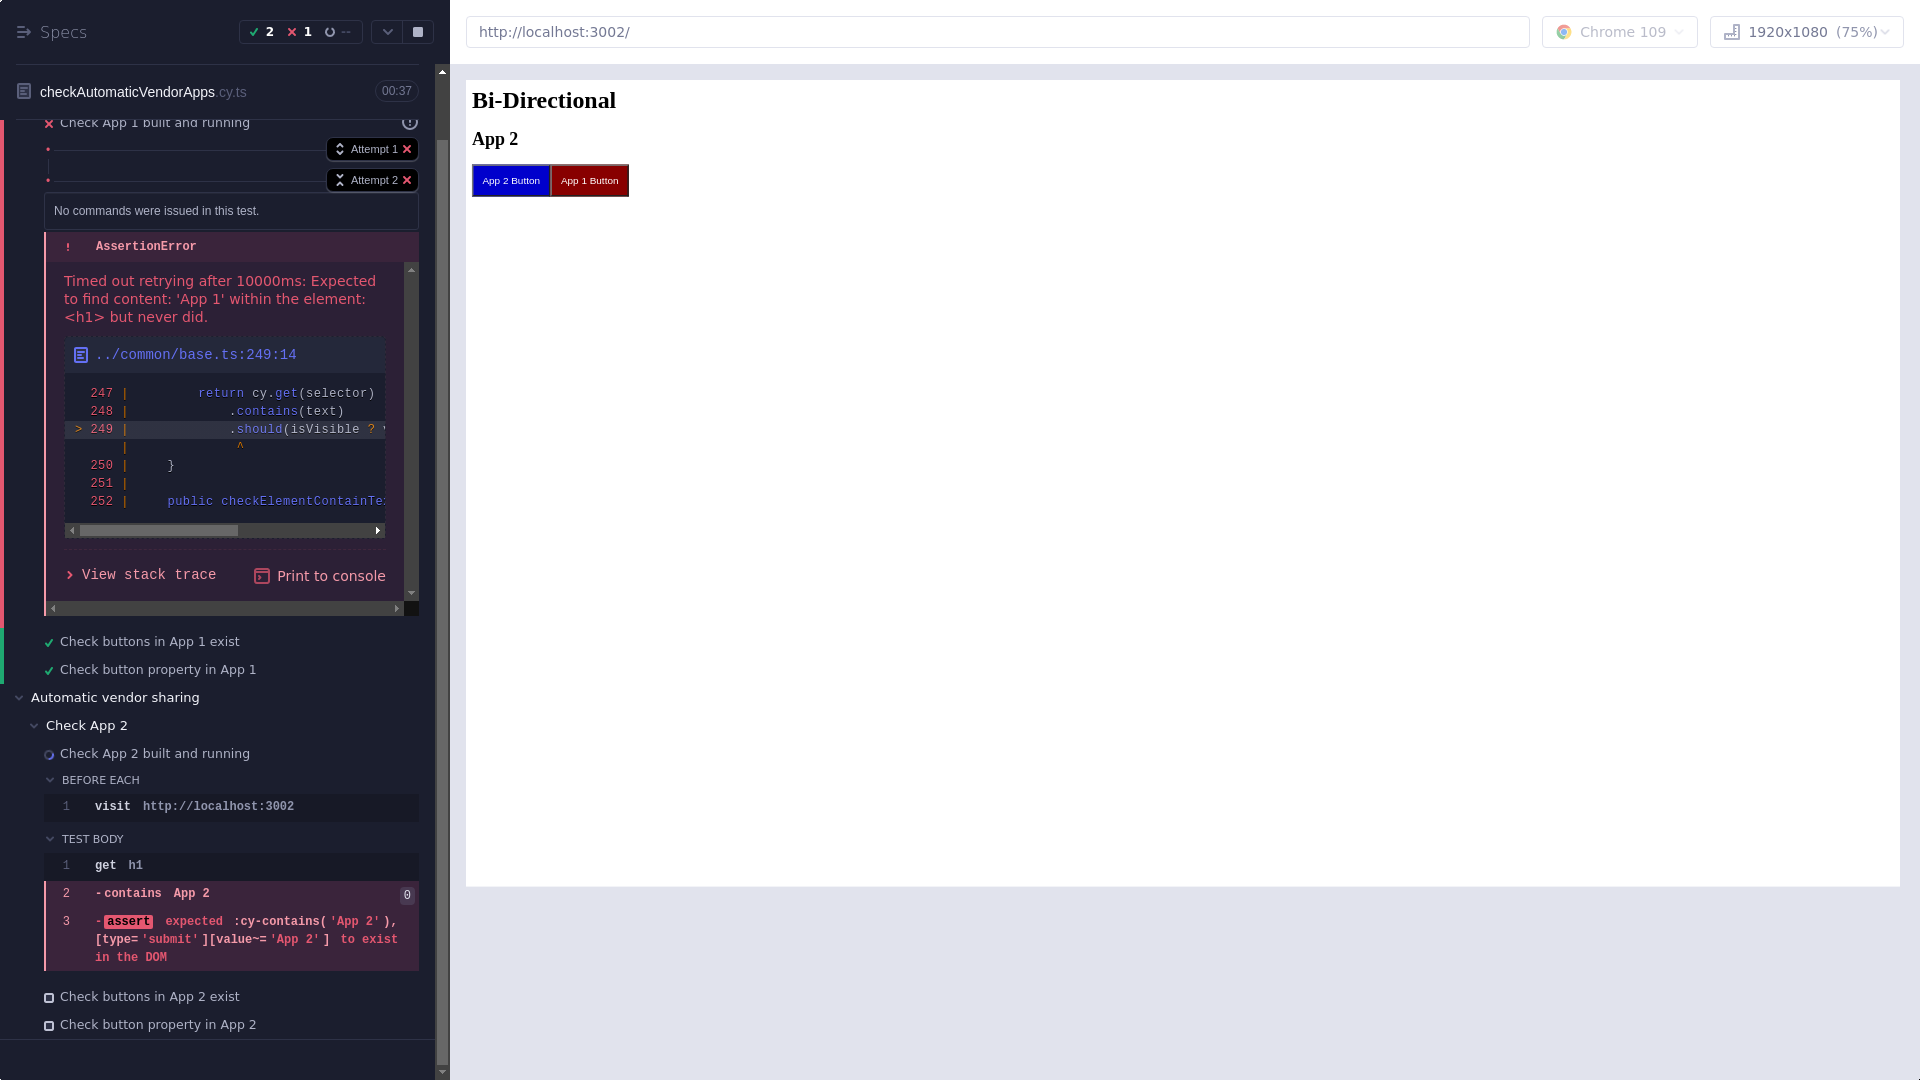 Specs
2
1
--
checkAutomaticVendorApps.cy.ts
00:37
Check App 1 built and running
Attempt 1
Attempt 2
No commands were issued in this test.
! AssertionError
Timed out retrying after 10000ms: Expected
to find content: 'App 1' within the element:
<h1> but never did.
../common/base.ts:249:14
247 | return cy.get(selector)
248 | .contains(text)
> 249 | .should(isVisible ?
| ^
250 | }
251 |
252 | public checkElementContainTe
View stack trace
Print to console
Check buttons in App 1 exist
Check button property in App 1
Automatic vendor sharing
Check App 2
Check App 2 built and running
BEFORE EACH
1 visit http://localhost:3002
TEST BODY
1 get h1
2 -contains App 2 0
3 -assert expected :cy-contains('App 2'),
[type='submit'][value~='App 2'] to exist
in the DOM
Check buttons in App 2 exist
Check button property in App 2
http://localhost:3002/
Chrome 109
1920x1080 (75%)
Bi-Directional
App 2
App 2 Button
App 1 Button